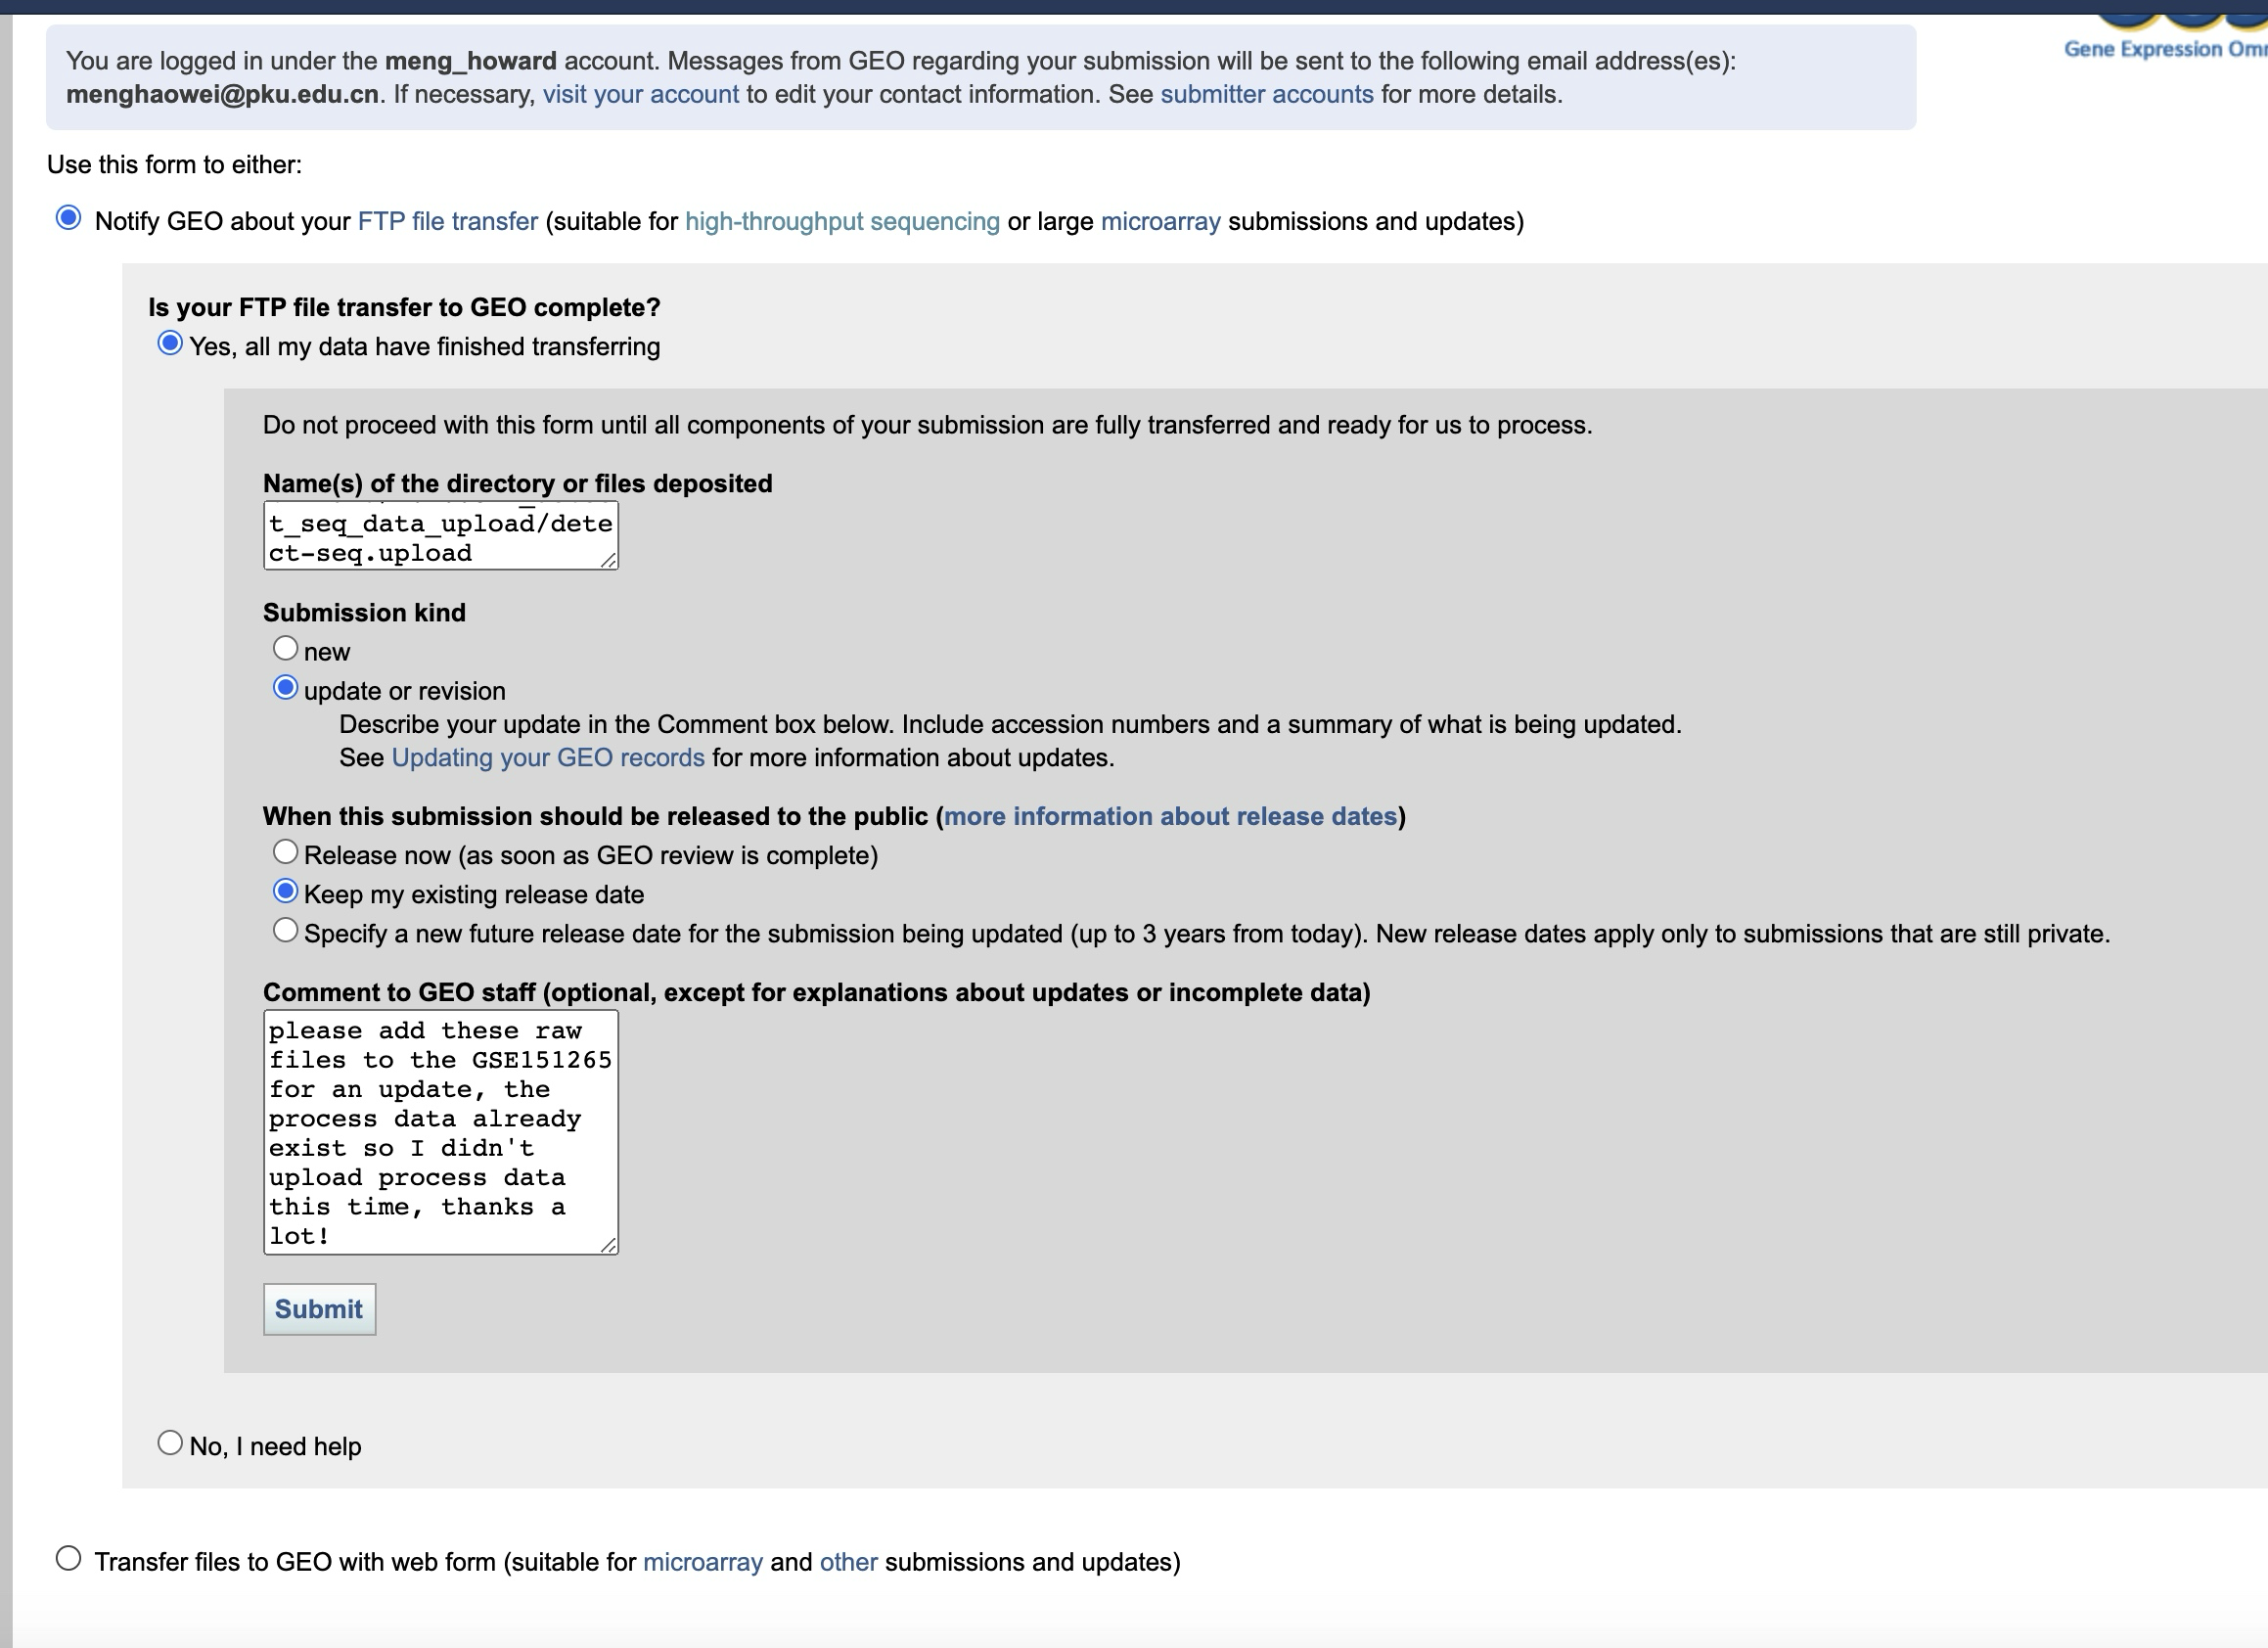 You are logged in under the meng_howard account. Messages from GEO regarding your submission will be sent to the following email address(es):
menghaowei@pku.edu.cn. If necessary, visit your account to edit your contact information. See submitter accounts for more details.
Gene Expression Omn
Use this form to either:
Notify GEO about your FTP file transfer (suitable for high-throughput sequencing or large microarray submissions and updates)
Is your FTP file transfer to GEO complete?
Yes, all my data have finished transferring
Do not proceed with this form until all components of your submission are fully transferred and ready for us to process.
Name(s) of the directory or files deposited
t_seq_data_upload/dete
ct-seq.upload
Submission kind
new
update or revision
Describe your update in the Comment box below. Include accession numbers and a summary of what is being updated.
See Updating your GEO records for more information about updates.
When this submission should be released to the public (more information about release dates)
Release now (as soon as GEO review is complete)
Keep my existing release date
Specify a new future release date for the submission being updated (up to 3 years from today). New release dates apply only to submissions that are still private.
Comment to GEO staff (optional, except for explanations about updates or incomplete data)
please add these raw
files to the GSE151265
for an update, the
process data already
exist so I didn't
upload process data
this time, thanks a
lot!
Submit
No, I need help
Transfer files to GEO with web form (suitable for microarray and other submissions and updates)